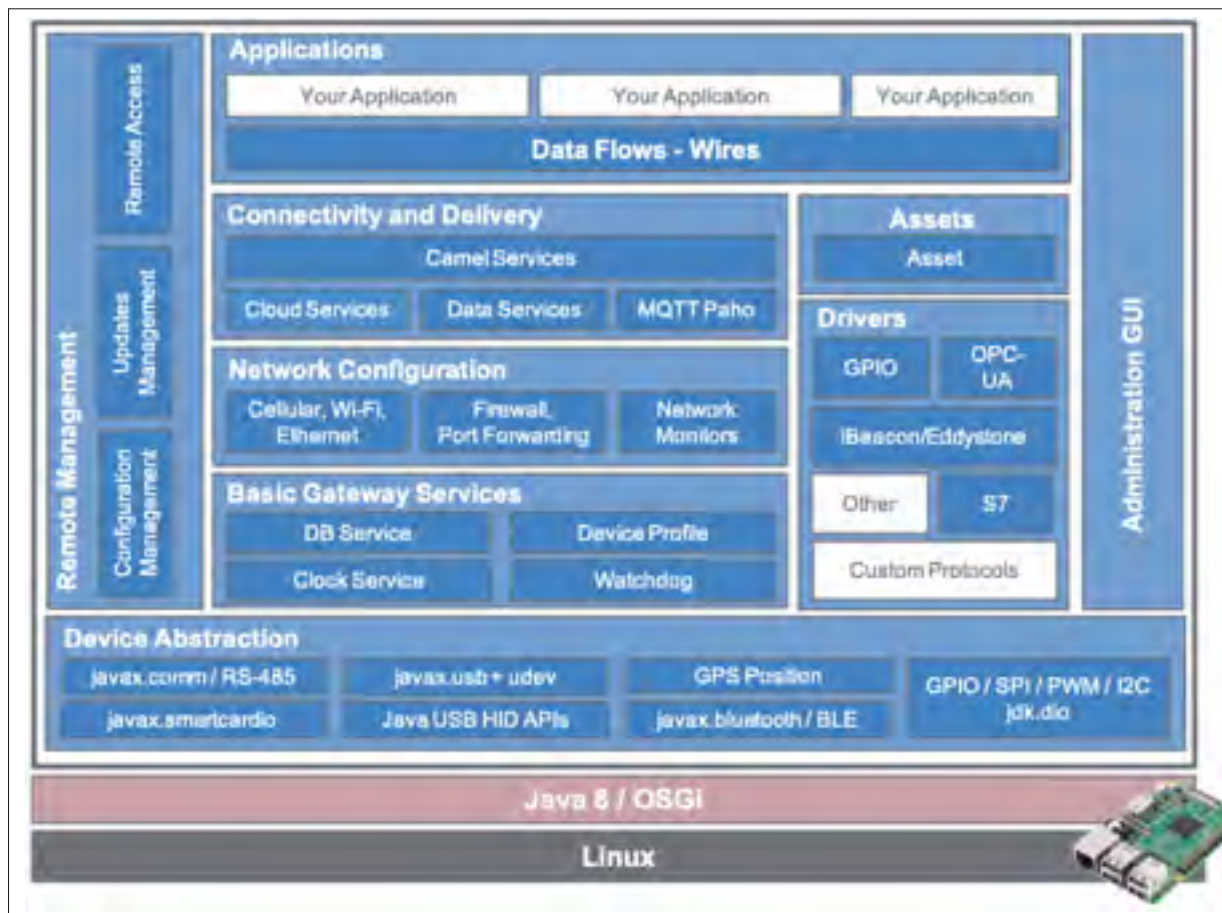 Remote Management
Remote Access
Updates
Management
Configuration
Management
Applications
Your Application
Your Application
Your Application
Data Flows - Wires
Connectivity and Delivery
Camel Services
Cloud Services
Data Services
MQTT Paho
Network Configuration
Cellular, Wi-Fi,
Ethernet
Firewall,
Port Forwarding
Network
Monitors
Basic Gateway Services
DB Service
Device Profile
Clock Service
Watchdog
Assets
Asset
Drivers
GPIO
OPC-
UA
iBeacon/Eddystone
Other
S7
Custom Protocols
Administration GUI
Device Abstraction
javax.comm / RS-485
javax.usb + udev
GPS Position
GPIO / SPI / PWM / I2C
jdk.dio
javax.smartcardio
Java USB HID APIs
javax.bluetooth / BLE
Java 8 / OSGi
Linux